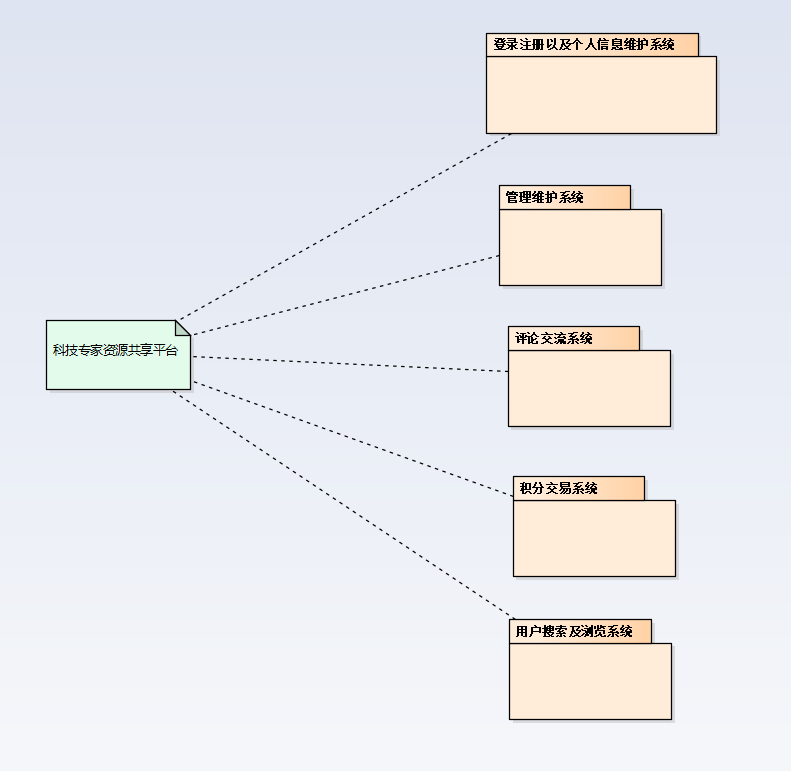 登录注册以及个人信息维护系统
管理维护系统
科技专家资源共享平台
评论交流系统
积分交易系统
用户搜索及浏览系统